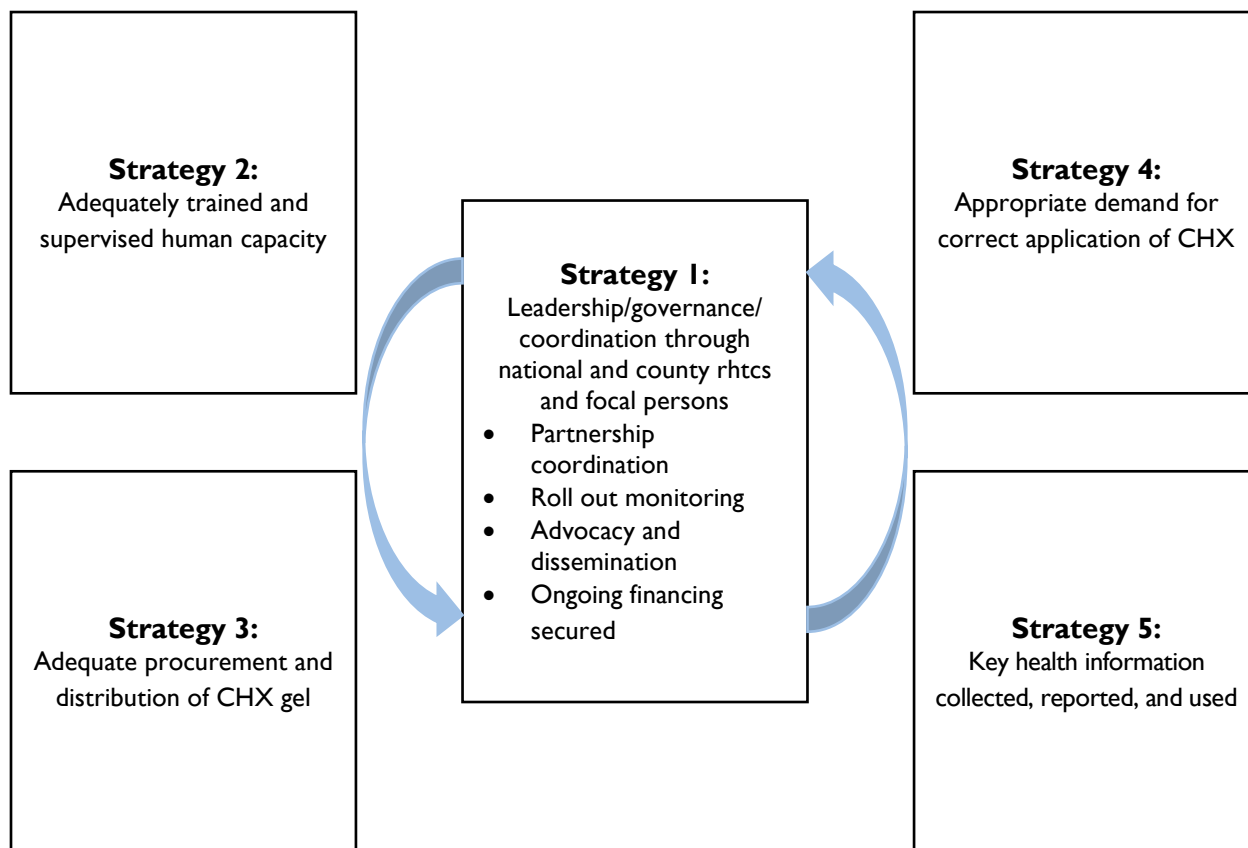 Strategy 2:
Adequately trained and
supervised human capacity
Strategy 3:
Adequate procurement and
distribution of CHX gel
Strategy 1:
Leadership/governance/
coordination through
national and county rhtcs
and focal persons
• Partnership
coordination
• Roll out monitoring
• Advocacy and
dissemination
• Ongoing financing
secured
Strategy 4:
Appropriate demand for
correct application of CHX
Strategy 5:
Key health information
collected, reported, and used